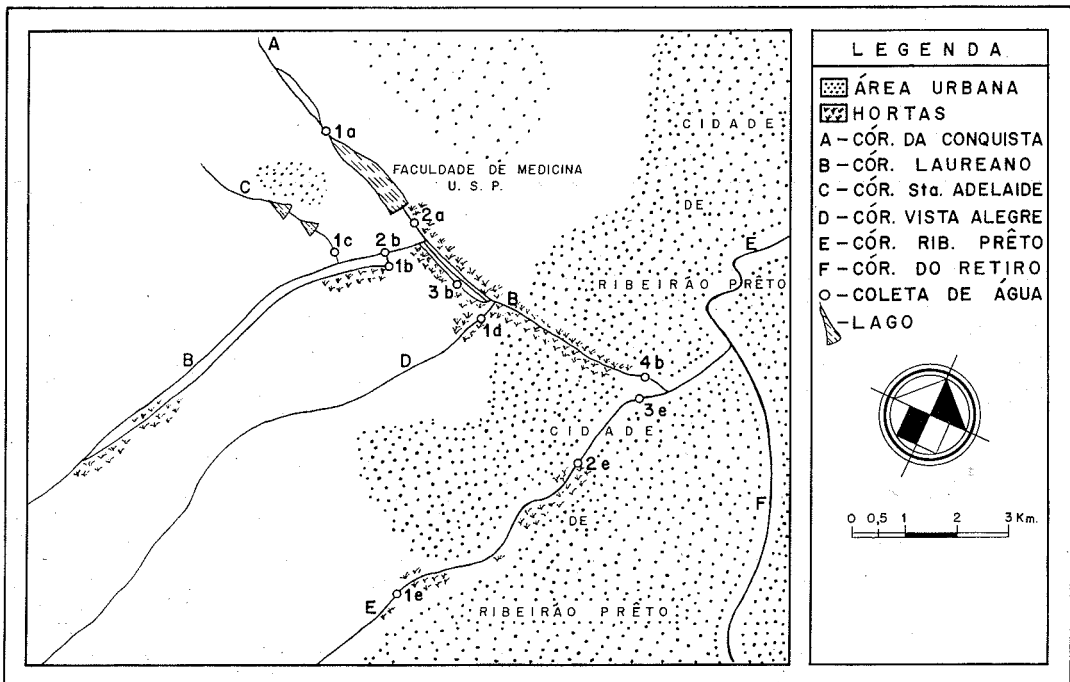 A
CIDADE
1a
FACULDADE DE MEDICINA
U. S. P.
C
DE
2a
E
1c
2b
1b
RIBEIRÃO PRÊTO
3b
B
1d
B
D
4b
3e
CIDADE
2e
F
DE
1e
E
RIBEIRÃO PRÊTO
LEGENDA
ÁREA URBANA
HORTAS
A-CÓR. DA CONQUISTA
B-CÓR. LAUREANO
C-CÓR. Sta. ADELAIDE
D-CÓR. VISTA ALEGRE
E-CÓR. RIB. PRÊTO
F-CÓR. DO RETIRO
-COLETA DE ÁGUA
-LAGO
0 0,5 1 2 3 Km.